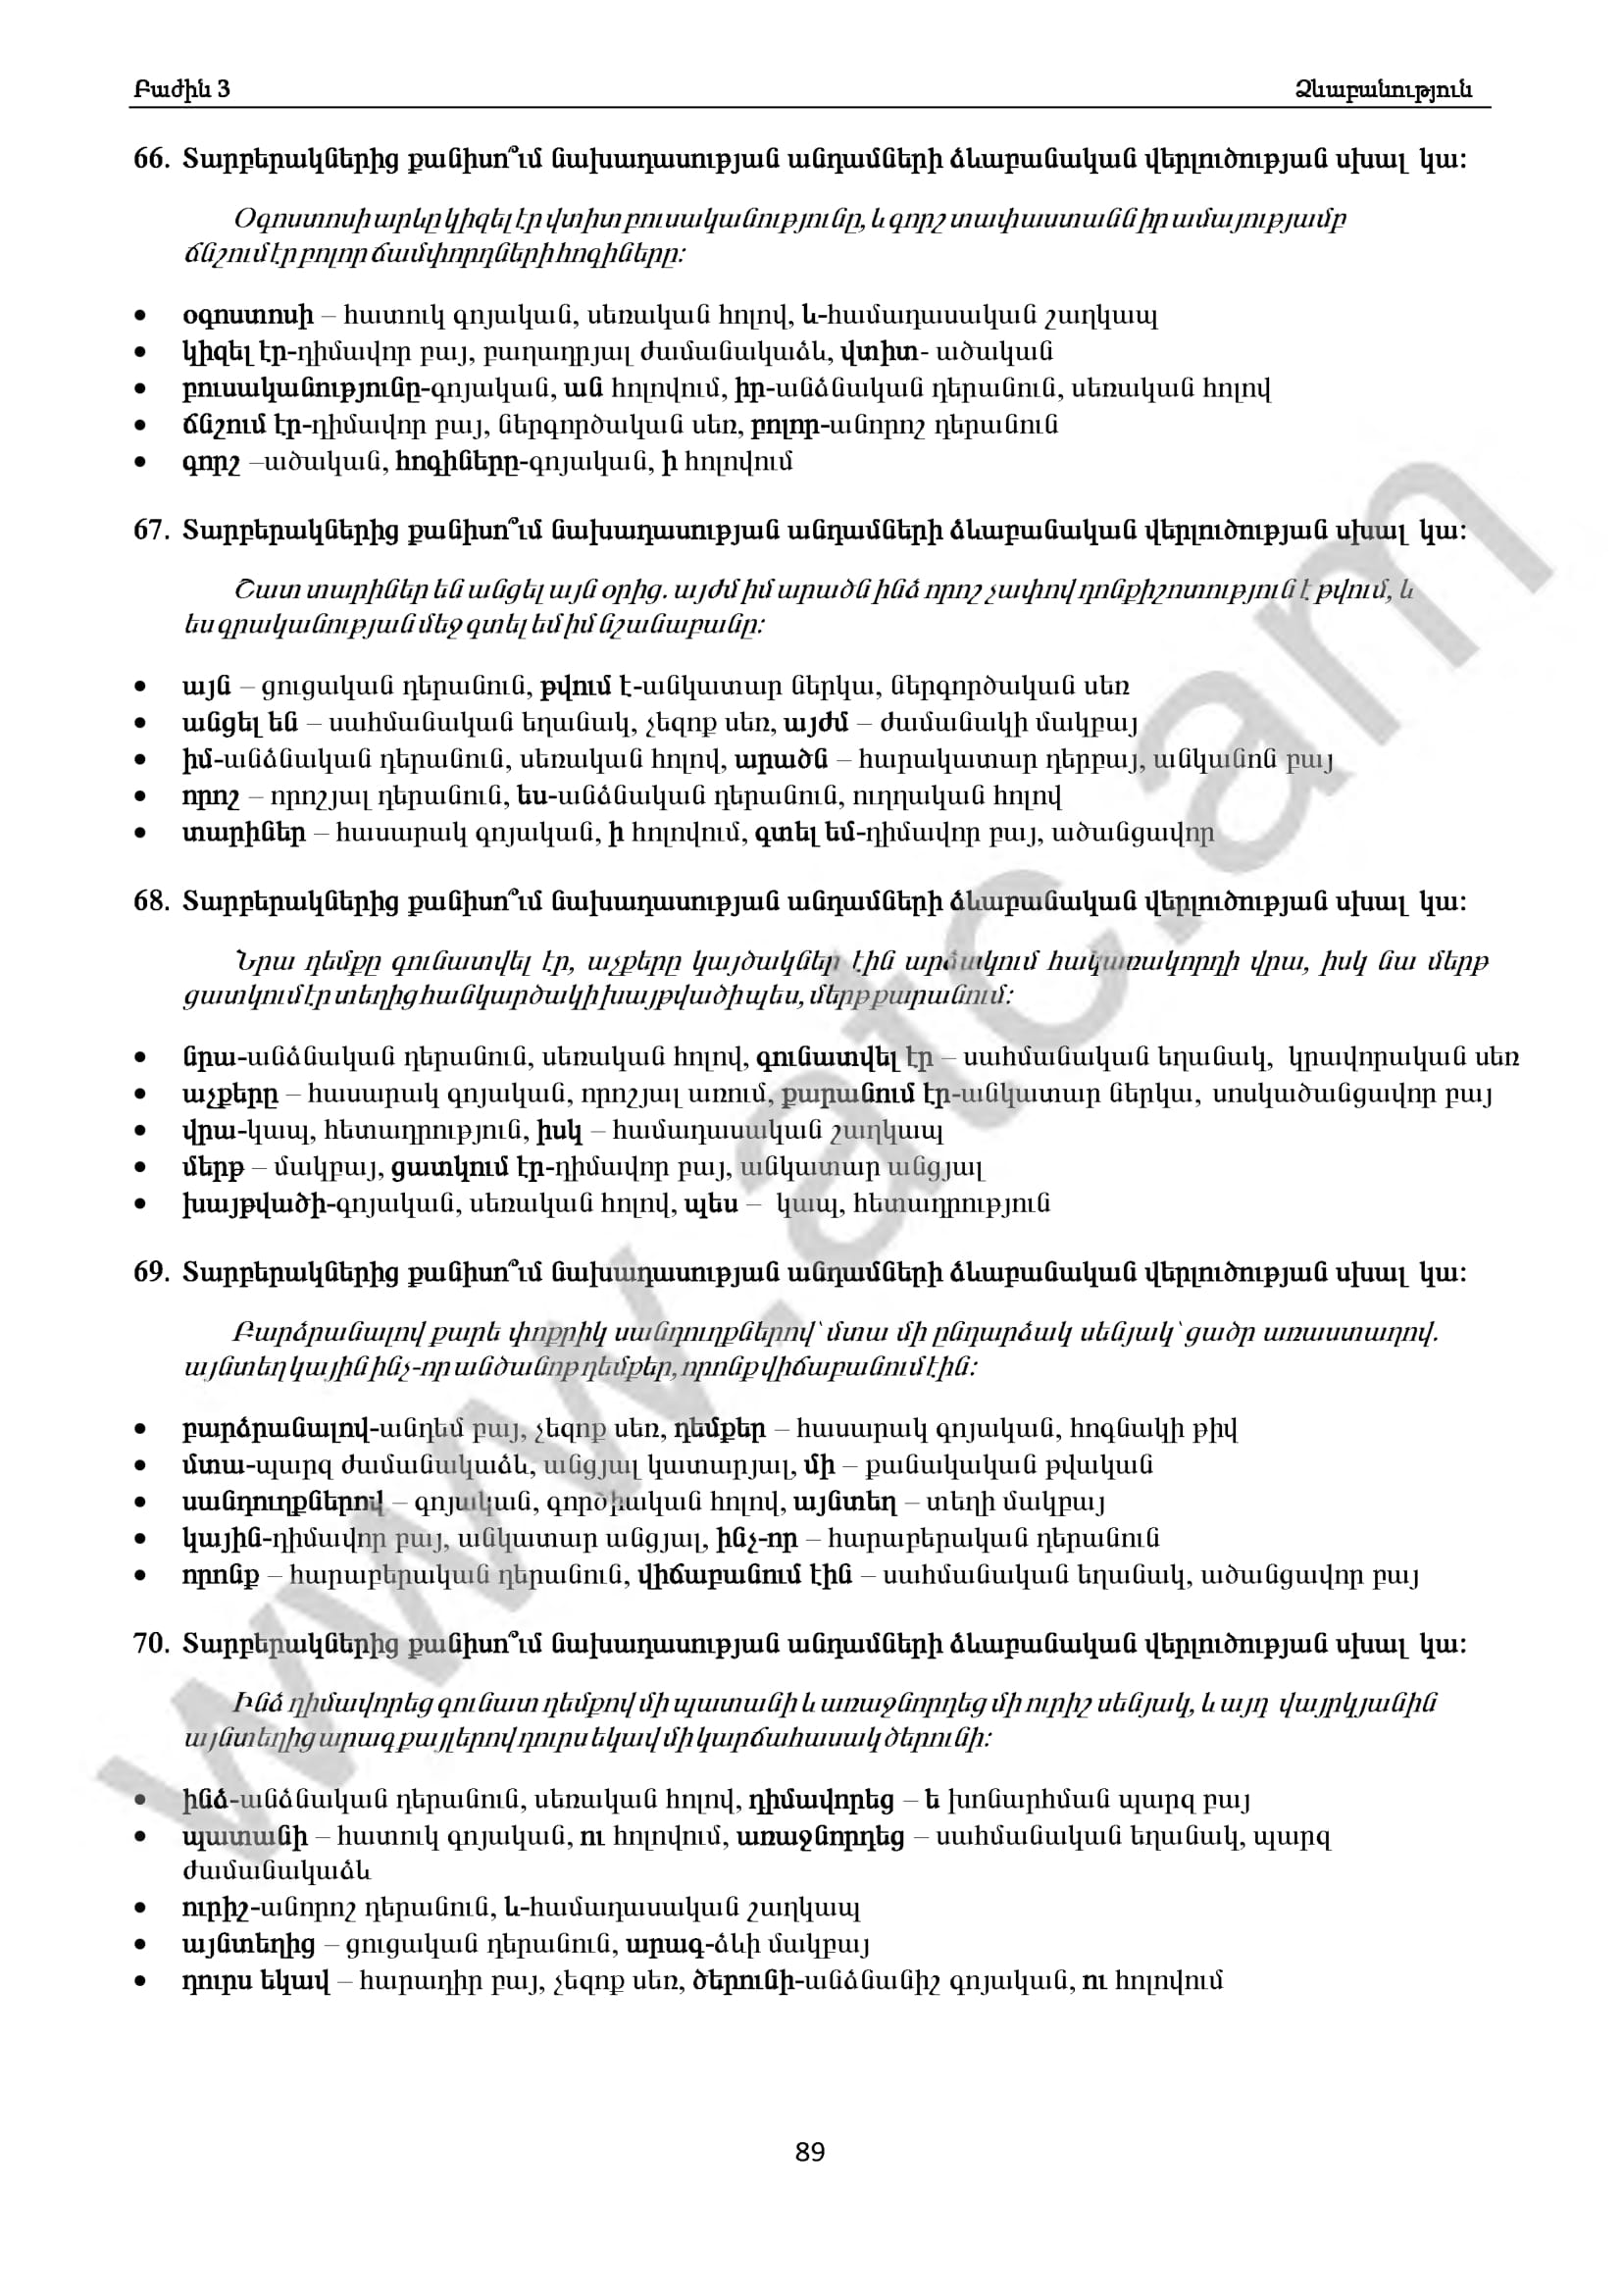 Բաժին 3 Ձևաբանություն
66. Տարբերակներից քանիսո՞ւմ նախադասության անդամների ձևաբանական վերլուծության սխալ կա:
Օգոստոսի արևը կիզել էր վտիտ բուսականությունը, և գորշ տափաստանն իր ամայությամբ
ճնշում էր բոլոր ճամփորդների հոգիները:
• օգոստոսի – հատուկ գոյական, սեռական հոլով, և-համադասական շաղկապ
• կիզել էր-դիմավոր բայ, բաղադրյալ ժամանակաձև, վտիտ- ածական
• բուսականությունը-գոյական, ան հոլովում, իր-անձնական դերանուն, սեռական հոլով
• ճնշում էր-դիմավոր բայ, ներգործական սեռ, բոլոր-անորոշ դերանուն
• գորշ –ածական, հոգիները-գոյական, ի հոլովում
67. Տարբերակներից քանիսո՞ւմ նախադասության անդամների ձևաբանական վերլուծության սխալ կա:
Շատ տարիներ են անցել այն օրից. այժմ իմ արածն ինձ որոշ չափով դոնքիշոտություն է թվում, և
ես գրականության մեջ գտել եմ իմ նշանաբանը:
• այն – ցուցական դերանուն, թվում է-անկատար ներկա, ներգործական սեռ
• անցել են – սահմանական եղանակ, չեզոք սեռ, այժմ – ժամանակի մակբայ
• իմ-անձնական դերանուն, սեռական հոլով, արածն – հարակատար դերբայ, անկանոն բայ
• որոշ – որոշյալ դերանուն, ես-անձնական դերանուն, ուղղական հոլով
• տարիներ – հասարակ գոյական, ի հոլովում, գտել եմ-դիմավոր բայ, ածանցավոր
68. Տարբերակներից քանիսո՞ւմ նախադասության անդամների ձևաբանական վերլուծության սխալ կա:
Նրա դեմքը գունատվել էր, աչքերը կայծակներ էին արձակում հակառակորդի վրա, իսկ նա մերթ
ցատկում էր տեղից հանկարծակի խայթվածի պես, մերթ քարանում:
• նրա-անձնական դերանուն, սեռական հոլով, գունատվել էր – սահմանական եղանակ, կրավորական սեռ
• աչքերը – հասարակ գոյական, որոշյալ առում, քարանում էր-անկատար ներկա, սոսկածանցավոր բայ
• վրա-կապ, հետադրություն, իսկ – համադասական շաղկապ
• մերթ – մակբայ, ցատկում էր-դիմավոր բայ, անկատար անցյալ
• խայթվածի-գոյական, սեռական հոլով, պես – կապ, հետադրություն
69. Տարբերակներից քանիսո՞ւմ նախադասության անդամների ձևաբանական վերլուծության սխալ կա:
Բարձրանալով քարե փոքրիկ սանդուղքներով՝ մտա մի ընդարձակ սենյակ՝ ցածր առաստաղով.
այնտեղ կային ինչ-որ անծանոթ դեմքեր, որոնք վիճաբանում էին:
• բարձրանալով-անդեմ բայ, չեզոք սեռ, դեմքեր – հասարակ գոյական, հոգնակի թիվ
• մտա-պարզ ժամանակաձև, անցյալ կատարյալ, մի – քանակական թվական
• սանդուղքներով – գոյական, գործիական հոլով, այնտեղ – տեղի մակբայ
• կային-դիմավոր բայ, անկատար անցյալ, ինչ-որ – հարաբերական դերանուն
• որոնք – հարաբերական դերանուն, վիճաբանում էին – սահմանական եղանակ, ածանցավոր բայ
70. Տարբերակներից քանիսո՞ւմ նախադասության անդամների ձևաբանական վերլուծության սխալ կա:
Ինձ դիմավորեց գունատ դեմքով մի պատանի և առաջնորդեց մի ուրիշ սենյակ, և այդ վայրկյանին
այնտեղից արագ քայլերով դուրս եկավ մի կարճահասակ ծերունի:
• ինձ-անձնական դերանուն, սեռական հոլով, դիմավորեց – ե խոնարհման պարզ բայ
• պատանի – հատուկ գոյական, ու հոլովում, առաջնորդեց – սահմանական եղանակ, պարզ
ժամանակաձև
• ուրիշ-անորոշ դերանուն, և-համադասական շաղկապ
• այնտեղից – ցուցական դերանուն, արագ-ձևի մակբայ
• դուրս եկավ – հարադիր բայ, չեզոք սեռ, ծերունի-անձնանիշ գոյական, ու հոլովում
89
www.atc.am